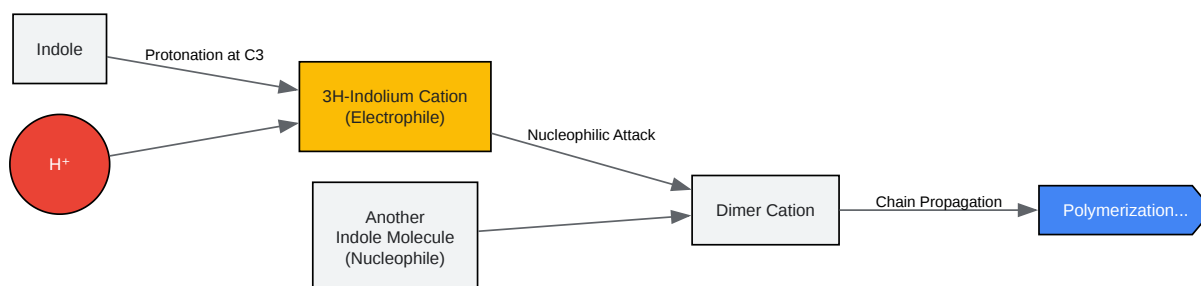 Indole
Protonation at C3
H⁺
3H-Indolium Cation
(Electrophile)
Nucleophilic Attack
Another
Indole Molecule
(Nucleophile)
Dimer Cation
Chain Propagation
Polymerization...